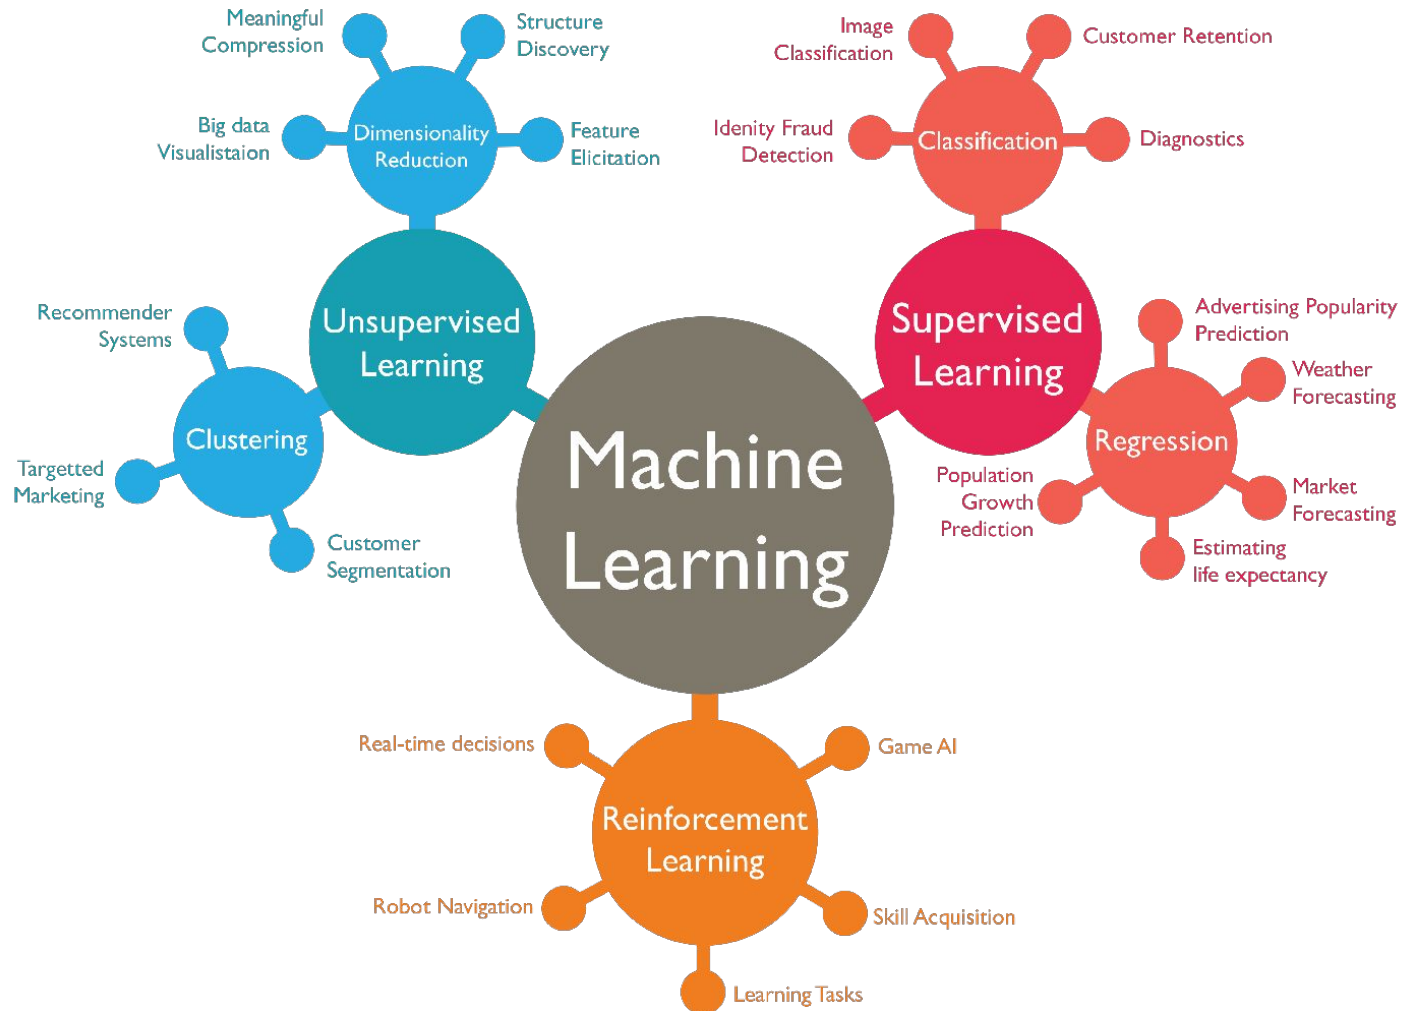 Meaningful
Compression
Structure
Discovery
Big data
Visualistaion
Dimensionality
Reduction
Feature
Elicitation
Image
Classification
Customer Retention
Idenity Fraud
Detection
Classification
Diagnostics
Unsupervised
Learning
Recommender
Systems
Clustering
Targetted
Marketing
Customer
Segmentation
Machine
Learning
Supervised
Learning
Advertising Popularity
Prediction
Weather
Forecasting
Regression
Population
Growth
Prediction
Market
Forecasting
Estimating
life expectancy
Real-time decisions
Game AI
Reinforcement
Learning
Robot Navigation
Skill Acquisition
Learning Tasks